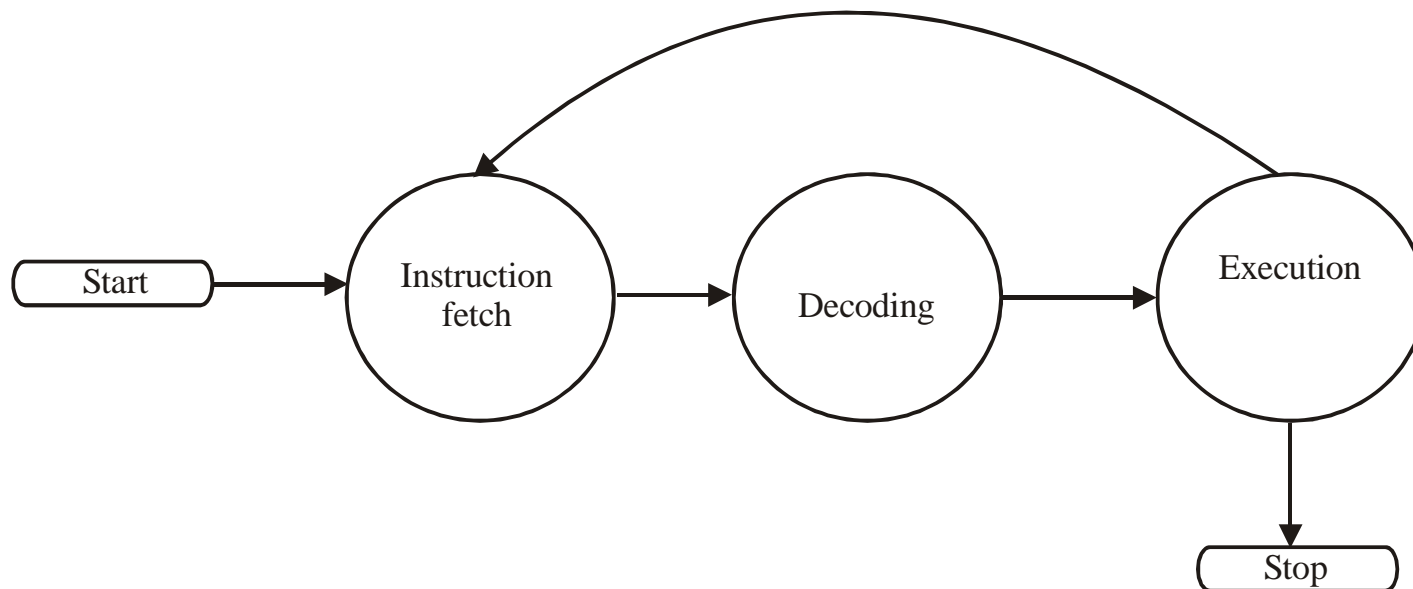 Start
Instruction
fetch
Decoding
Execution
Stop